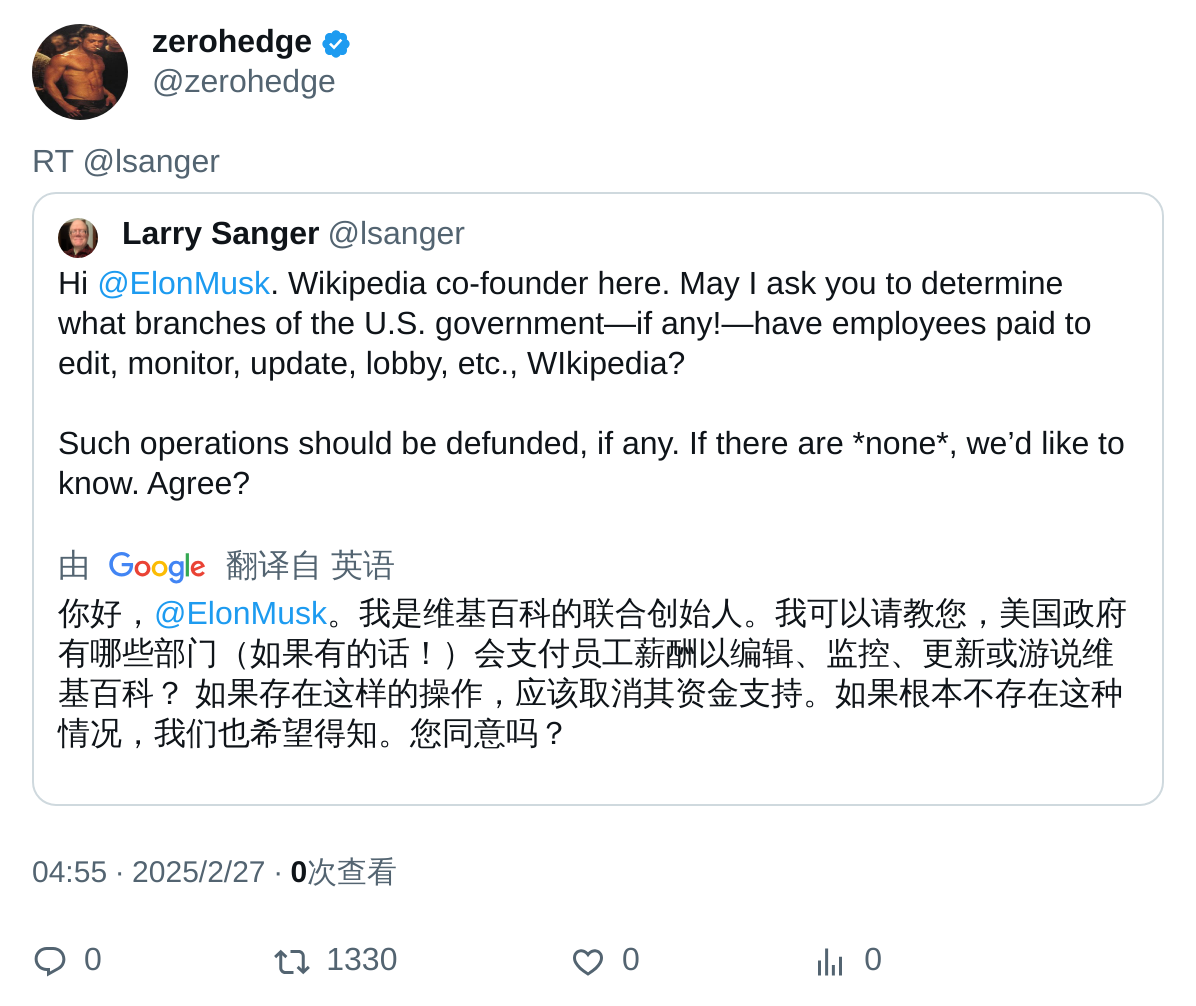 zerohedge
@zerohedge
RT @lsanger
Larry Sanger @lsanger
Hi @ElonMusk. Wikipedia co-founder here. May I ask you to determine
what branches of the U.S. government—if any!—have employees paid to
edit, monitor, update, lobby, etc., WIkipedia?
Such operations should be defunded, if any. If there are *none*, we’d like to
know. Agree?
由 Google 翻译自 英语
你好，@ElonMusk。我是维基百科的联合创始人。我可以请教您，美国政府
有哪些部门（如果有的话！）会支付员工薪酬以编辑、监控、更新或游说维
基百科？ 如果存在这样的操作，应该取消其资金支持。如果根本不存在这种
情况，我们也希望得知。您同意吗？
04:55 · 2025/2/27 · 0次查看
0 1330 0 0